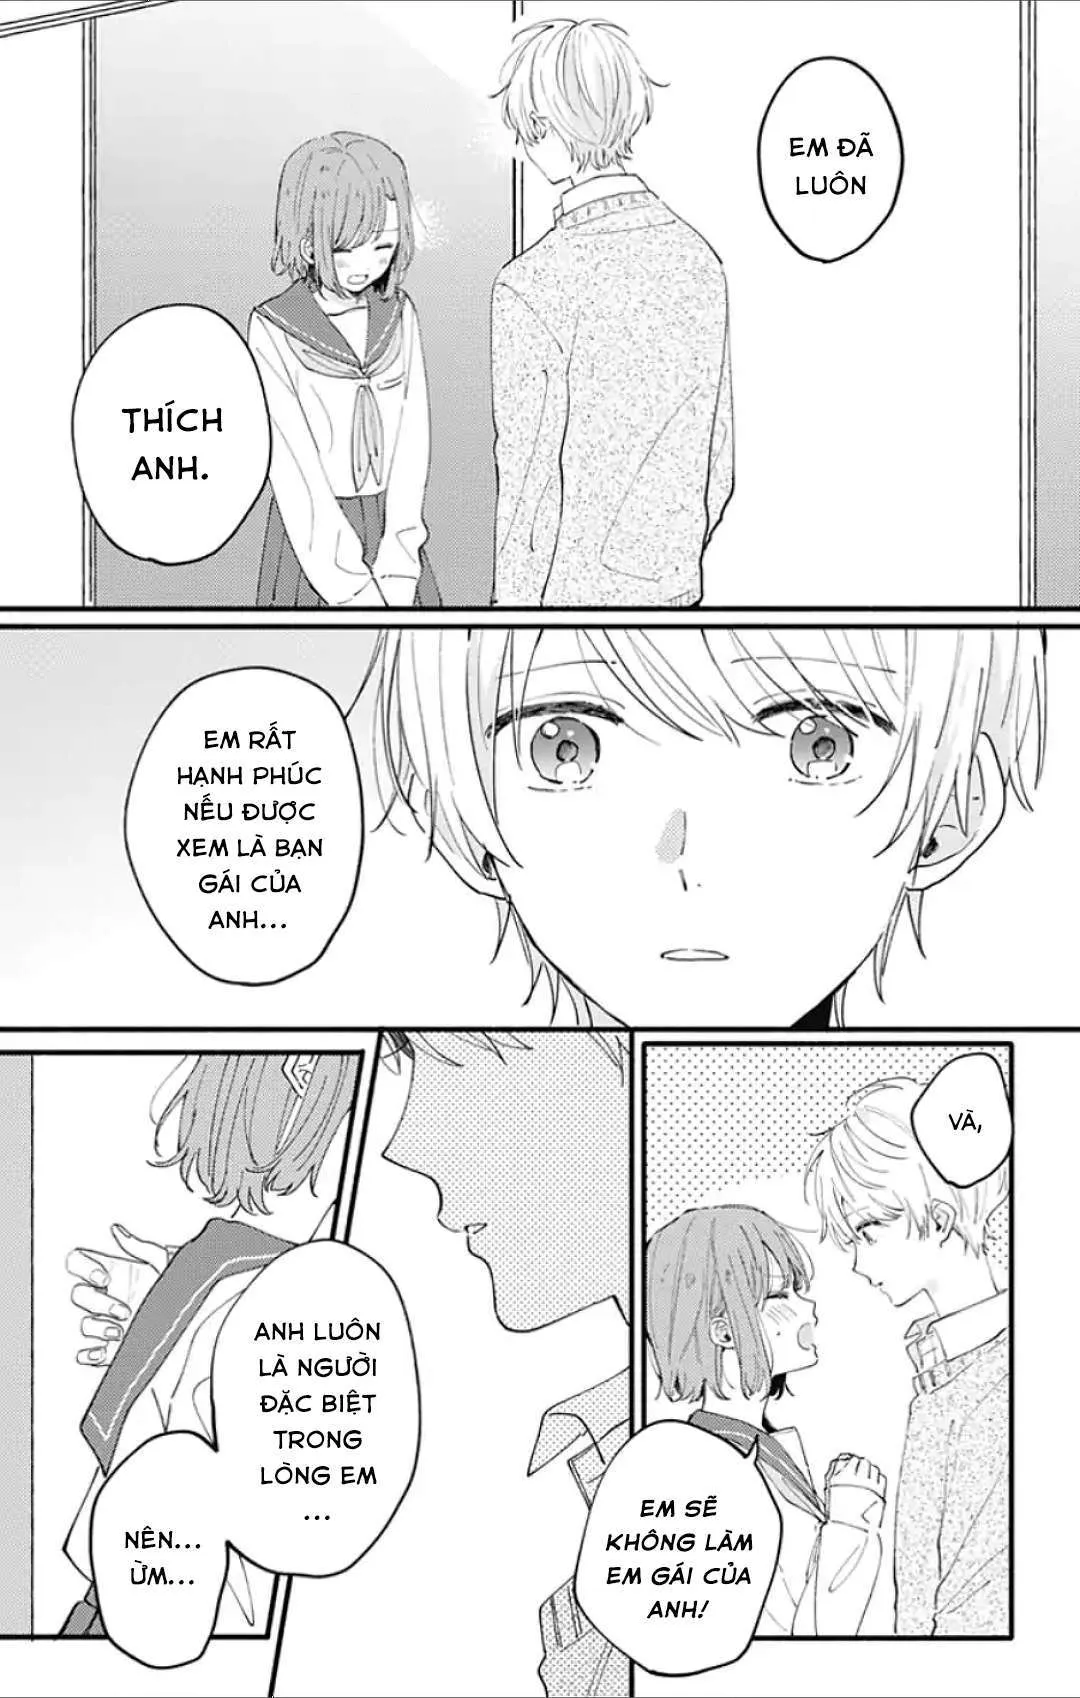 EM ĐÃ
LUÔN
THÍCH
ANH.
EM RẤT
HẠNH PHÚC
NẾU ĐƯỢC
XEM LÀ BẠN
GÁI CỦA
ANH...
VÀ,
EM SẼ
KHÔNG LÀM
EM GÁI CỦA
ANH!
ANH LUÔN
LÀ NGƯỜI
ĐẶC BIỆT
TRONG
LÒNG EM
...
NÊN...
ỪM...